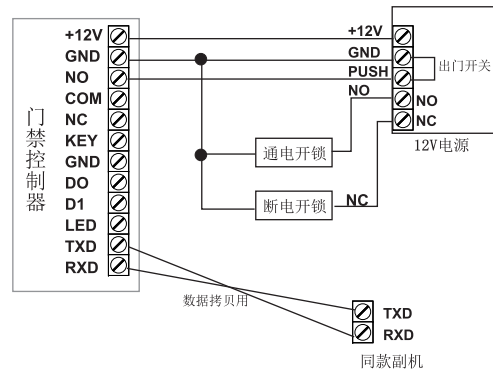 +12V
GND
NO
COM
NC
KEY
GND
DO
D1
LED
TXD
RXD
门禁控制器
+12V
GND
PUSH
NO
出门开关
NO
NC
12V电源
通电开锁
断电开锁
NC
数据拷贝用
TXD
RXD
同款副机